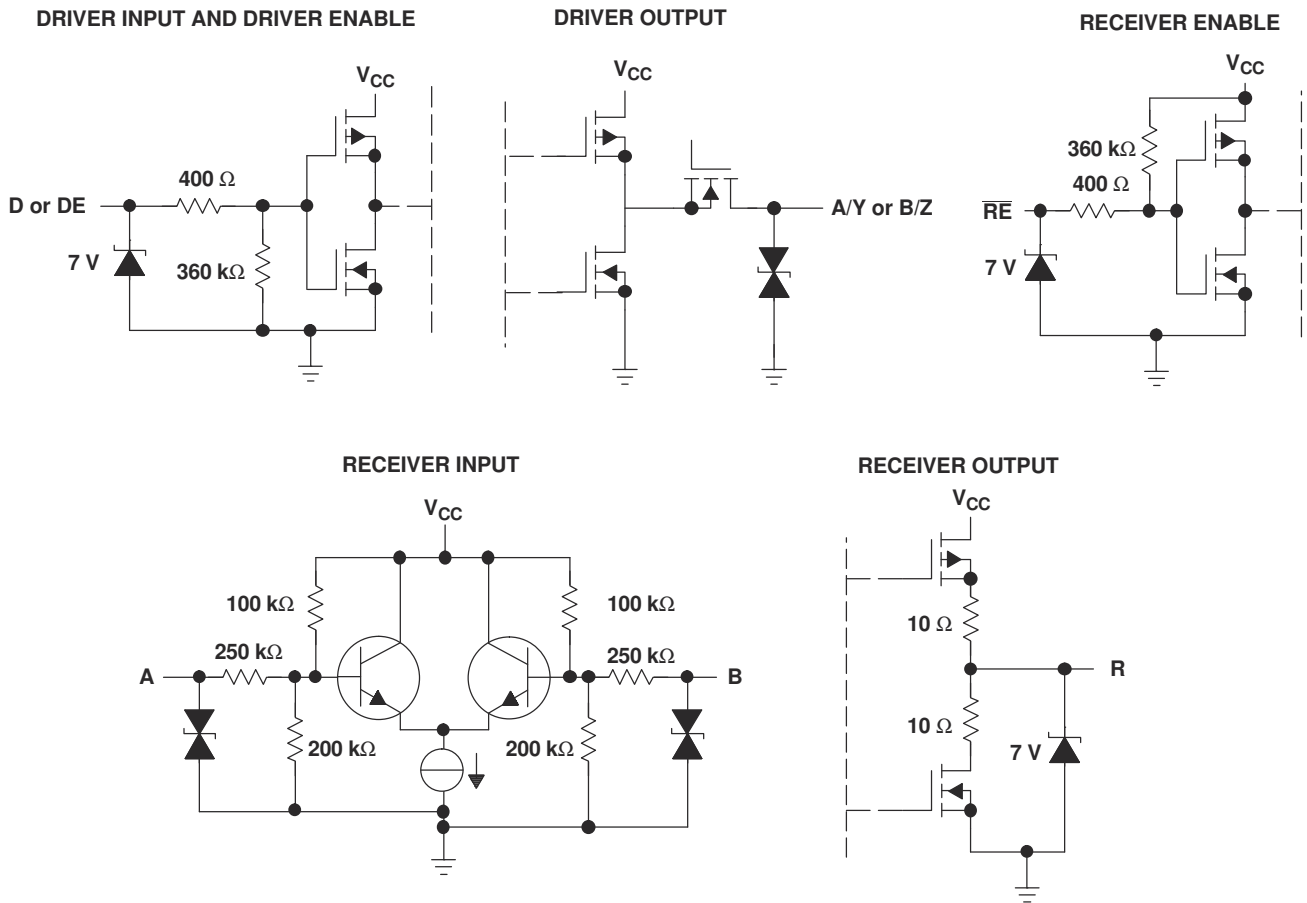 DRIVER INPUT AND DRIVER ENABLE
VCC
400 Ω
D or DE
7 V
360 kΩ
DRIVER OUTPUT
VCC
A/Y or B/Z
RECEIVER ENABLE
VCC
360 kΩ
400 Ω
RE
7 V
RECEIVER INPUT
VCC
100 kΩ
100 kΩ
250 kΩ
250 kΩ
A
B
200 kΩ
200 kΩ
RECEIVER OUTPUT
VCC
10 Ω
R
10 Ω
7 V